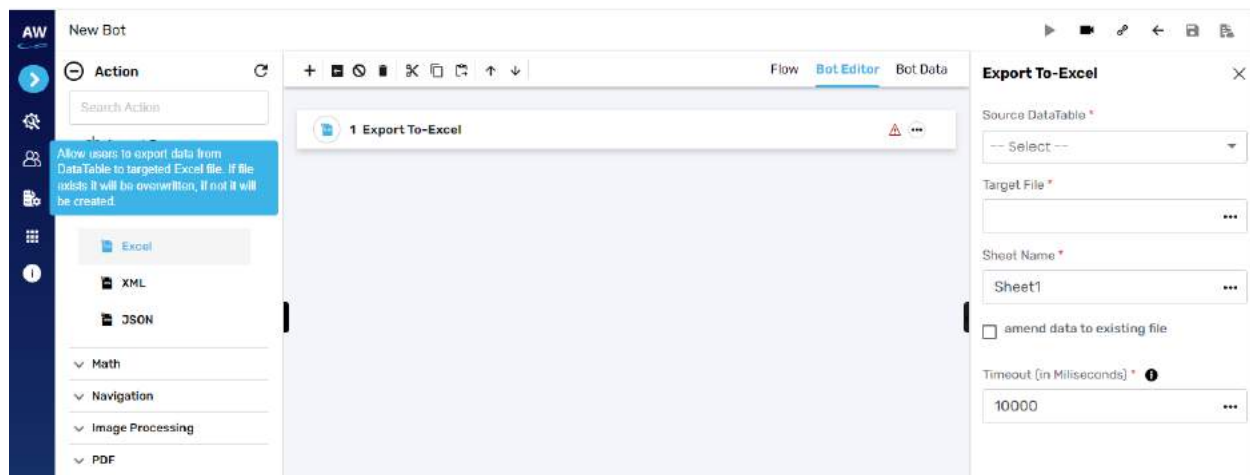 AW
New Bot
Action
Search Action
Allow users to export data from
DataTable to targeted Excel file. If file
exists it will be overwritten, if not it will
be created.
Excel
XML
JSON
Math
Navigation
Image Processing
PDF
Flow Bot Editor Bot Data
1 Export To-Excel
Export To-Excel
Source DataTable *
-- Select --
Target File *
Sheet Name *
Sheet1
amend data to existing file
Timeout (in Miliseconds) *
10000